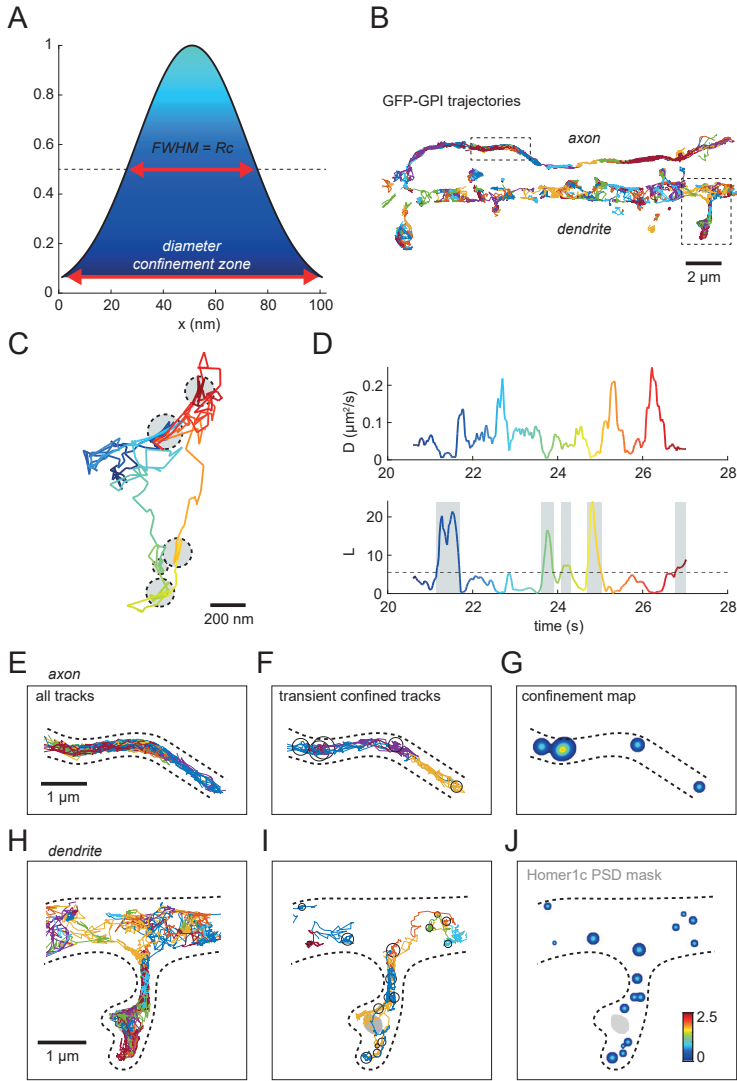 A
1
0.8
0.6
0.4
0.2
0
FWHM = Rc
diameter
confinement zone
0 20 40 60 80 100
x (nm)
B
GFP-GPI trajectories
axon
dendrite
2 μm
C
200 nm
D
D (μm²/s)
0.2
0.1
0
20 22 24 26 28
L
20
10
0
20 22 24 26 28
time (s)
E
axon
all tracks
1 μm
F
transient confined tracks
G
confinement map
H
dendrite
1 μm
I
J
Homer1c PSD mask
2.5
0